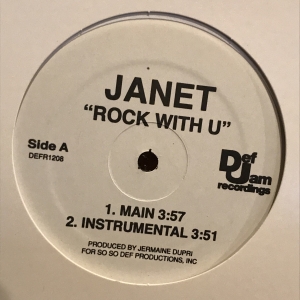 JANET
"ROCK WITH U"
Side A
DEFR1208
Def
Jam
recordings
1. MAIN 3:57
2. INSTRUMENTAL 3:51
PRODUCED BY JERMAINE DUPRI
FOR SO SO DEF PRODUCTIONS, INC